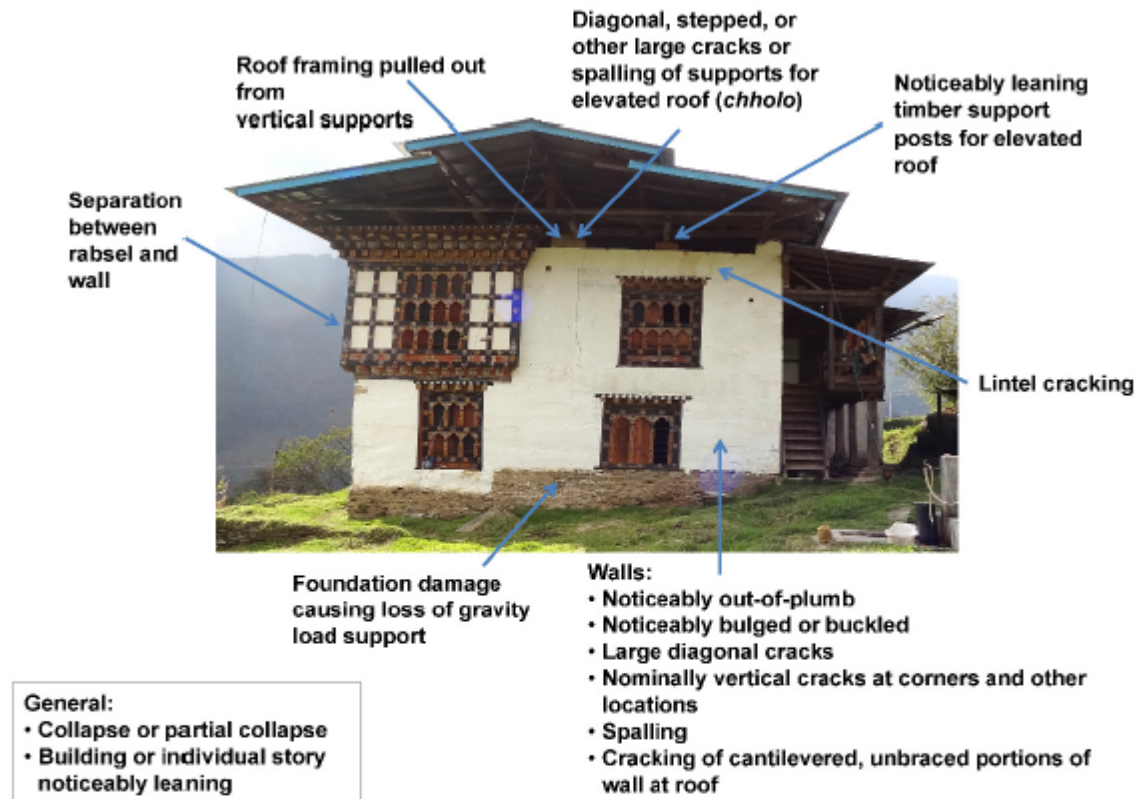 Diagonal, stepped, or
other large cracks or
spalling of supports for
elevated roof (chholo)
Roof framing pulled out
from
vertical supports
Noticeably leaning
timber support
posts for elevated
roof
Separation
between
rabsel and
wall
Lintel cracking
Foundation damage
causing loss of gravity
load support
Walls:
• Noticeably out-of-plumb
• Noticeably bulged or buckled
• Large diagonal cracks
• Nominally vertical cracks at corners and other
locations
• Spalling
• Cracking of cantilevered, unbraced portions of
wall at roof
General:
• Collapse or partial collapse
• Building or individual story
noticeably leaning